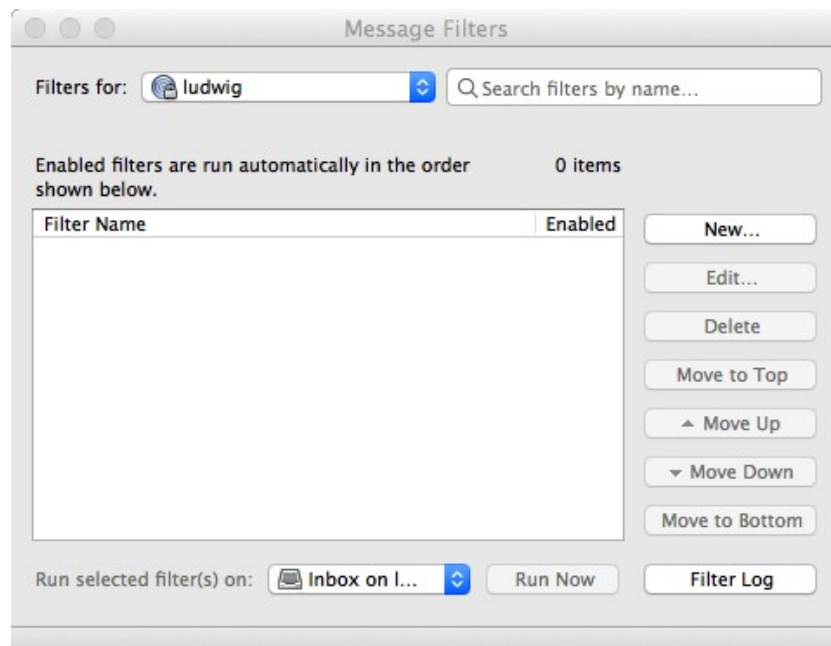 Message Filters
Filters for: ludwig Search filters by name...
Enabled filters are run automatically in the order 0 items
shown below.
Filter Name Enabled
New...
Edit...
Delete
Move to Top
Move Up
Move Down
Move to Bottom
Run selected filter(s) on: Inbox on l... Run Now Filter Log